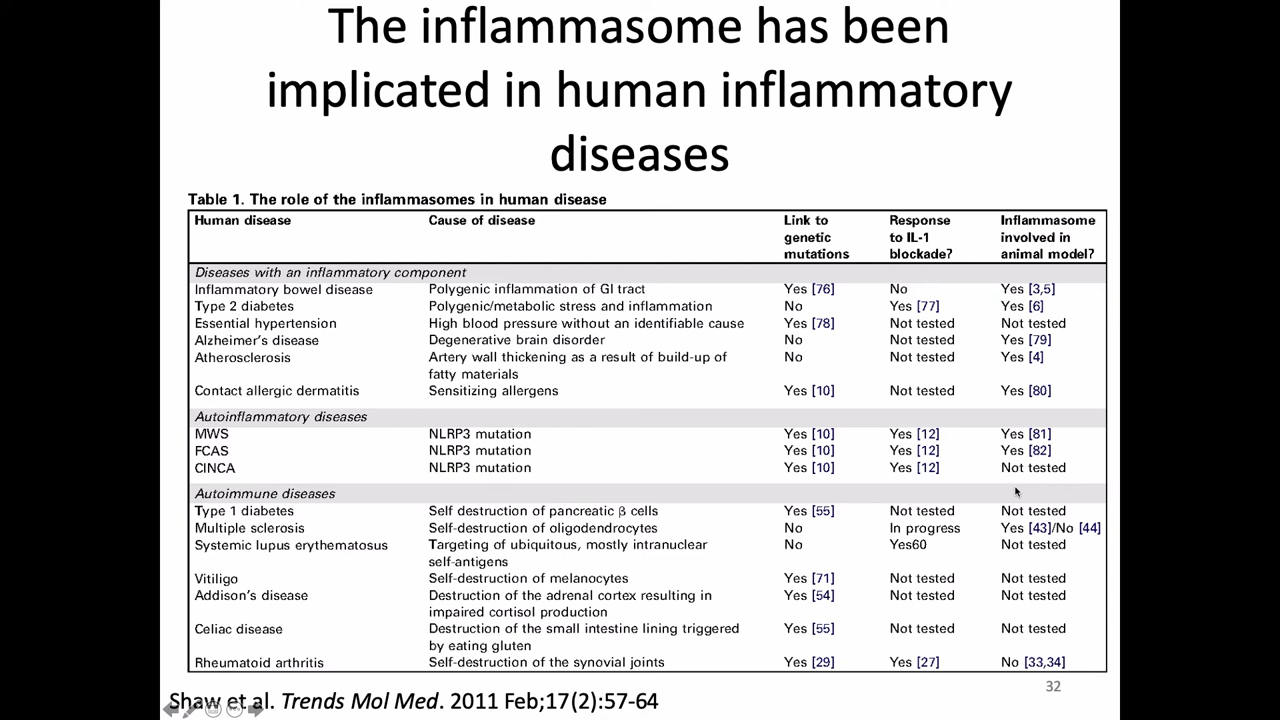 The inflammasome has been
implicated in human inflammatory
diseases
Table 1. The role of the inflammasomes in human disease
Human disease Cause of disease Link to genetic mutations Response to IL-1 blockade? Inflammasome involved in animal model?
Diseases with an inflammatory component
Inflammatory bowel disease Polygenic inflammation of GI tract Yes [76] No Yes [3,5]
Type 2 diabetes Polygenic/metabolic stress and inflammation No Yes [77] Yes [6]
Essential hypertension High blood pressure without an identifiable cause Yes [78] Not tested Not tested
Alzheimer's disease Degenerative brain disorder No Not tested Yes [79]
Atherosclerosis Artery wall thickening as a result of build-up of No Not tested Yes [4]
fatty materials
Contact allergic dermatitis Sensitizing allergens Yes [10] Not tested Yes [80]
Autoinflammatory diseases
MWS NLRP3 mutation Yes [10] Yes [12] Yes [81]
FCAS NLRP3 mutation Yes [10] Yes [12] Yes [82]
CINCA NLRP3 mutation Yes [10] Yes [12] Not tested
Autoimmune diseases
Type 1 diabetes Self destruction of pancreatic β cells Yes [55] Not tested Not tested
Multiple sclerosis Self-destruction of oligodendrocytes No In progress Yes [43]/No [44]
Systemic lupus erythematosus Targeting of ubiquitous, mostly intranuclear No Yes60 Not tested
self-antigens
Vitiligo Self-destruction of melanocytes Yes [71] Not tested Not tested
Addison's disease Destruction of the adrenal cortex resulting in Yes [54] Not tested Not tested
impaired cortisol production
Celiac disease Destruction of the small intestine lining triggered Yes [55] Not tested Not tested
by eating gluten
Rheumatoid arthritis Self-destruction of the synovial joints Yes [29] Yes [27] No [33,34]
32
Shaw et al. Trends Mol Med. 2011 Feb;17(2):57-64